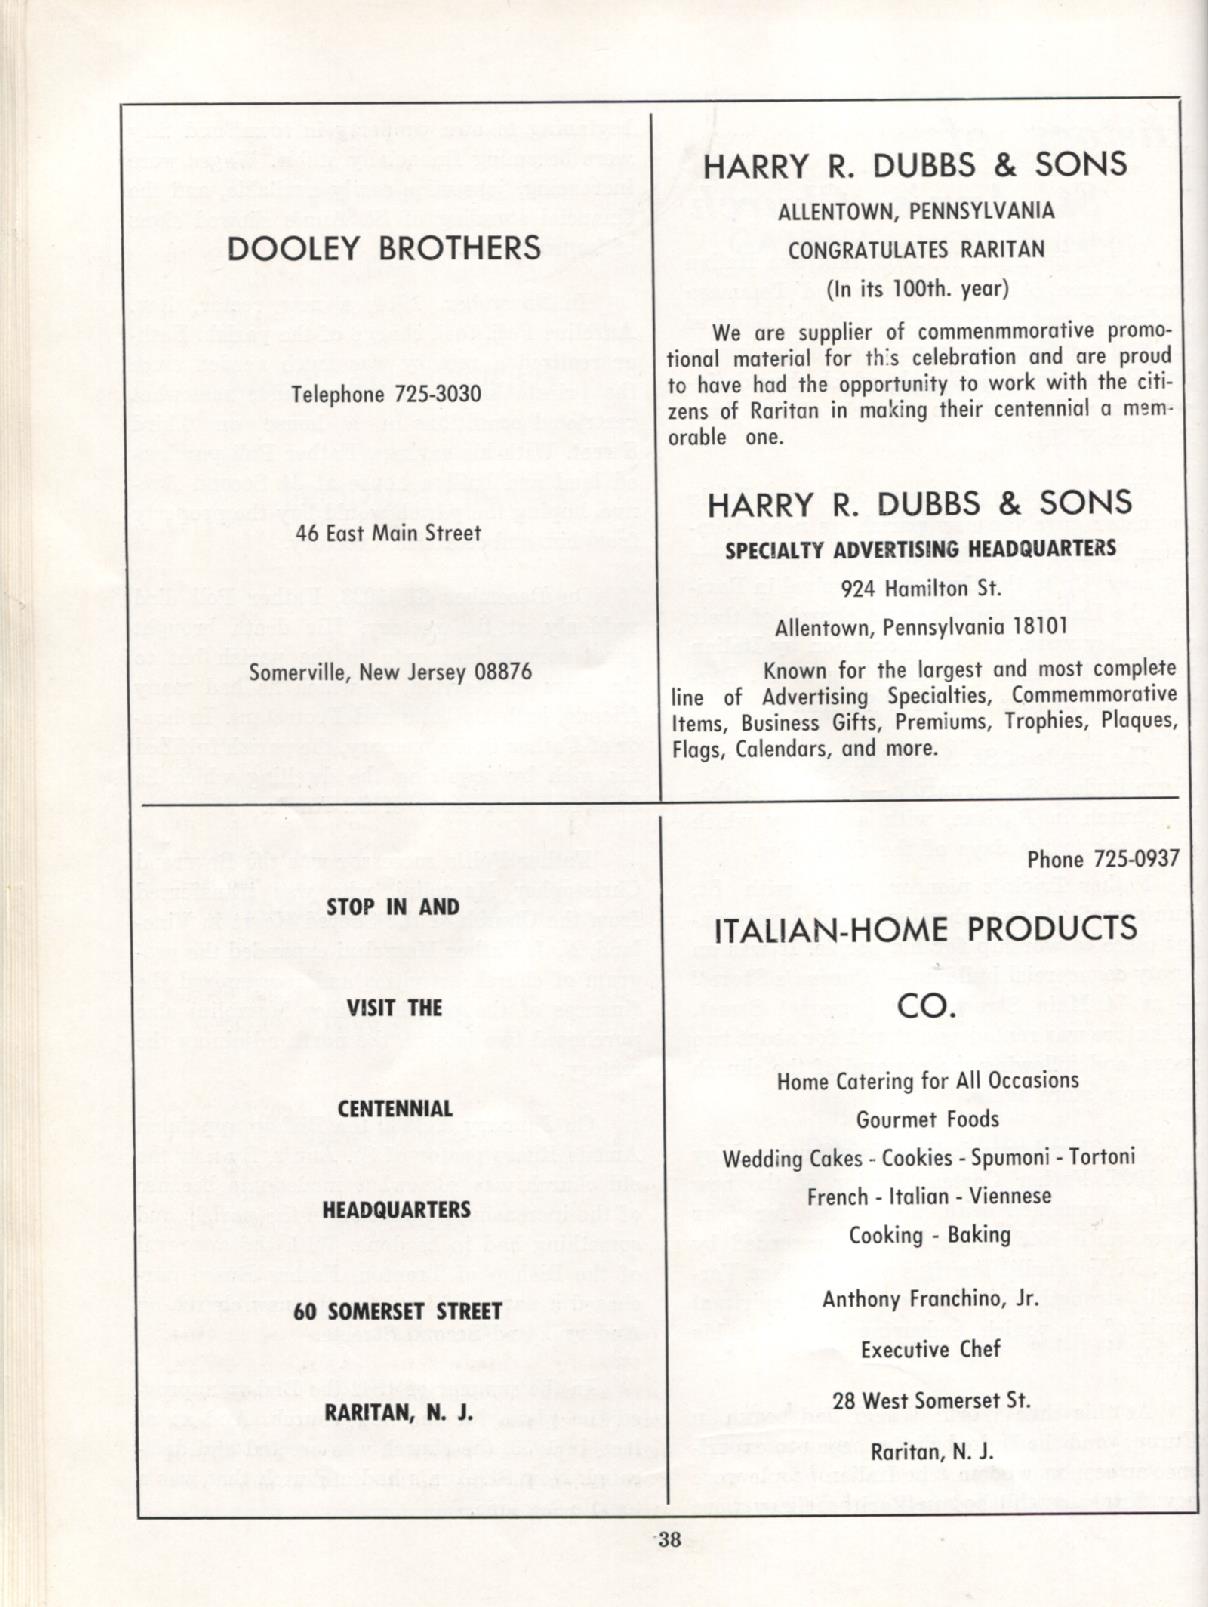 DOOLEY BROTHERS
Telephone 725-3030
46 East Main Street
Somerville, New Jersey 08876
HARRY R. DUBBS & SONS
ALLENTOWN, PENNSYLVANIA
CONGRATULATES RARITAN
(In its 100th. year)
We are supplier of commenmmorative promo-
tional material for this celebration and are proud
to have had the opportunity to work with the citi-
zens of Raritan in making their centennial a mem-
orable one.
HARRY R. DUBBS & SONS
SPECIALTY ADVERTISING HEADQUARTERS
924 Hamilton St.
Allentown, Pennsylvania 18101
Known for the largest and most complete
line of Advertising Specialties, Commemmorative
Items, Business Gifts, Premiums, Trophies, Plaques,
Flags, Calendars, and more.
STOP IN AND
VISIT THE
CENTENNIAL
HEADQUARTERS
60 SOMERSET STREET
RARITAN, N. J.
Phone 725-0937
ITALIAN-HOME PRODUCTS
CO.
Home Catering for All Occasions
Gourmet Foods
Wedding Cakes - Cookies - Spumoni - Tortoni
French - Italian - Viennese
Cooking - Baking
Anthony Franchino, Jr.
Executive Chef
28 West Somerset St.
Raritan, N. J.
38